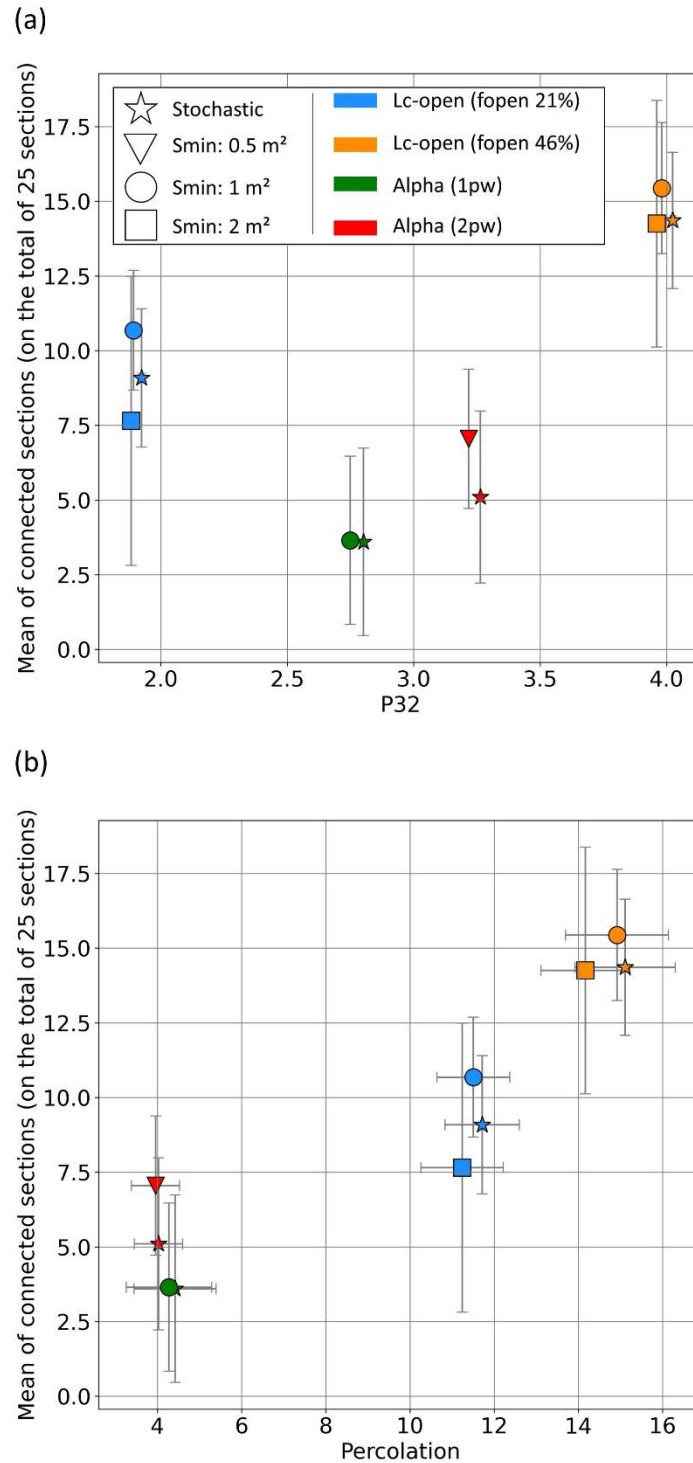 (a)
Mean of connected sections (on the total of 25 sections)
17.5
15.0
12.5
10.0
7.5
5.0
2.5
0.0
Stochastic
Smin: 0.5 m²
Smin: 1 m²
Smin: 2 m²
Lc-open (fopen 21%)
Lc-open (fopen 46%)
Alpha (1pw)
Alpha (2pw)
2.0 2.5 3.0 3.5 4.0
P32
(b)
Mean of connected sections (on the total of 25 sections)
17.5
15.0
12.5
10.0
7.5
5.0
2.5
0.0
4 6 8 10 12 14 16
Percolation